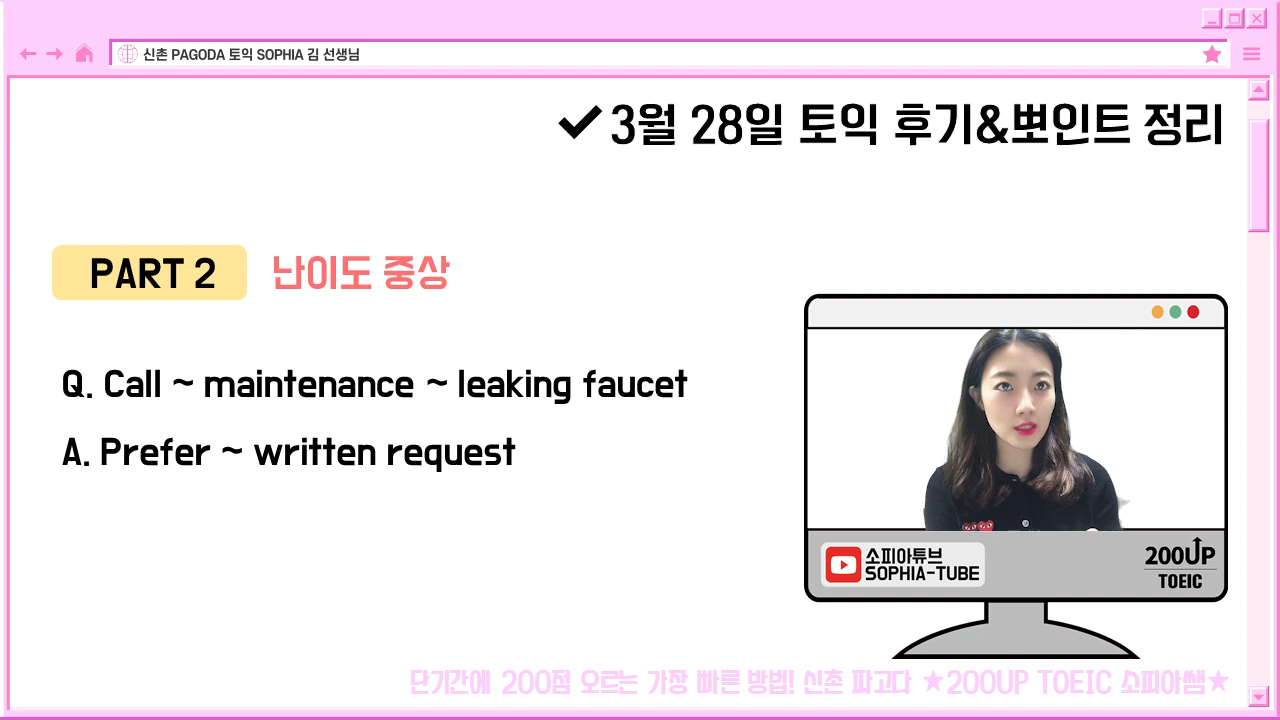 신촌 PAGODA 토익 SOPHIA 김 선생님
3월 28일 토익 후기&뽀인트 정리
PART 2 난이도 중상
Q. Call ~ maintenance ~ leaking faucet
A. Prefer ~ written request
소피아튜브
SOPHIA-TUBE
200UP
TOEIC
단기간에 200점 오르는 가장 빠른 방법! 신촌 파고다 ★200UP TOEIC 소피아쌤★